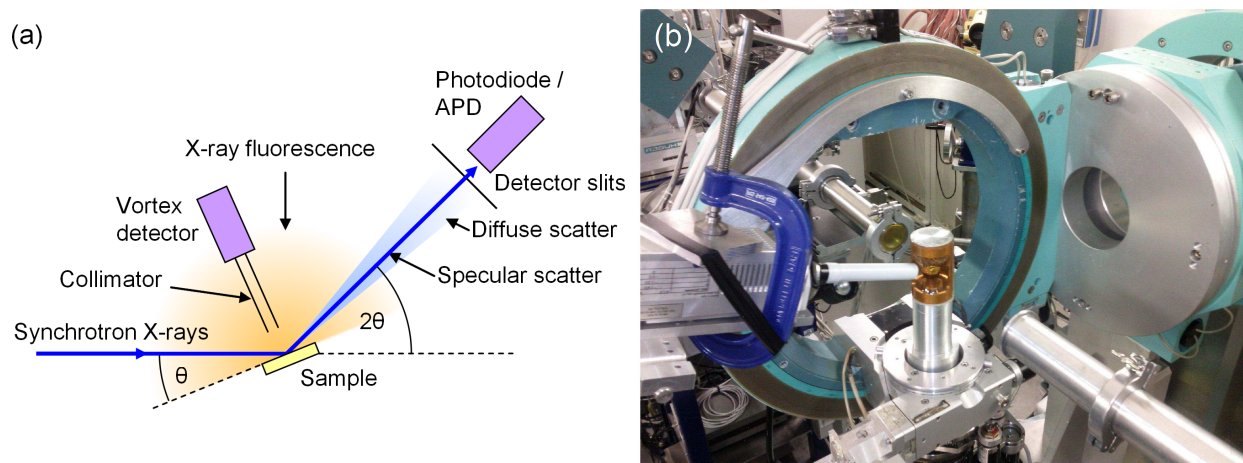 (a)
Photodiode /
APD
X-ray fluorescence
Detector slits
Vortex
detector
Diffuse scatter
Collimator
Specular scatter
Synchrotron X-rays
2θ
θ
Sample
(b)